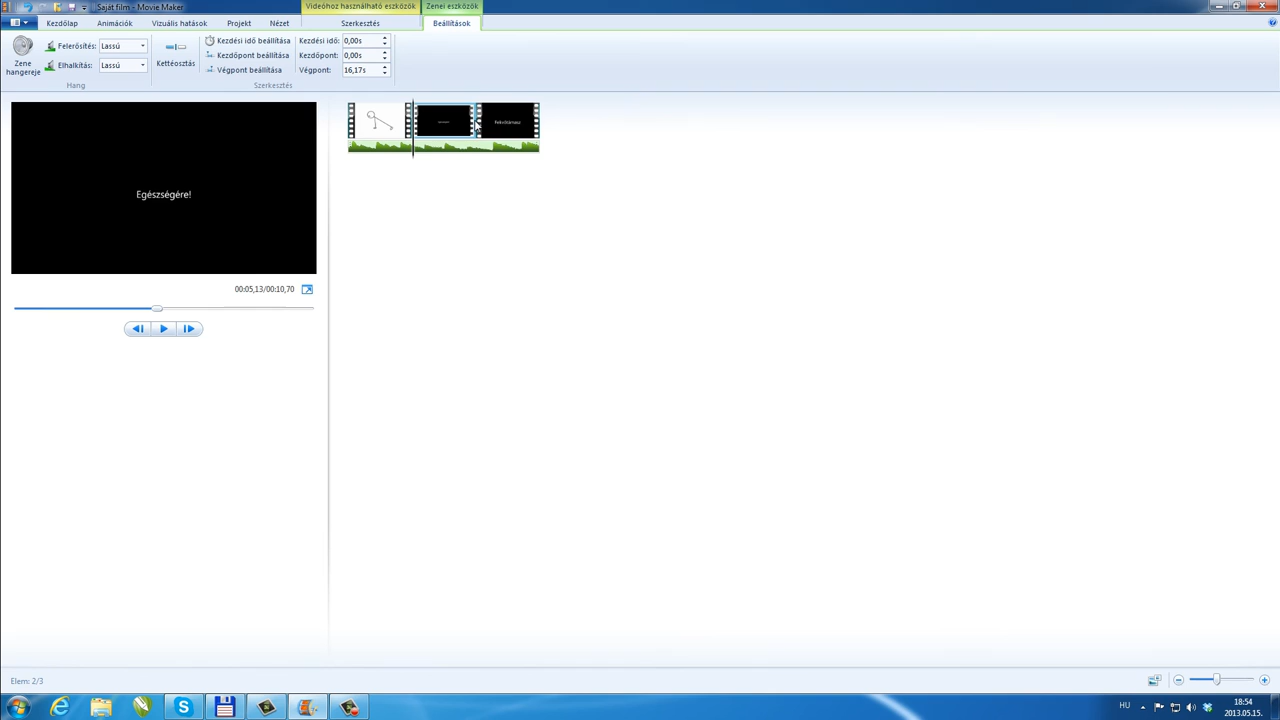 Saját film - Movie Maker
Videóhoz használható eszközök
Zenei eszközök
Kezdőlap
Animációk
Vizuális hatások
Projekt
Nézet
Szerkesztés
Beállítások
Zene hangereje
Felerősítés: Lassú
Elhalkítás: Lassú
Hang
Kettéosztás
Kezdési idő beállítása
Kezdőpont beállítása
Végpont beállítása
Kezdési idő: 0,00s
Kezdőpont: 0,00s
Végpont: 16,17s
Szerkesztés
Egészségére!
Fekvőtámasz
00:05,13/00:10,70
Elem: 2/3
HU
18:54
2013.05.15.